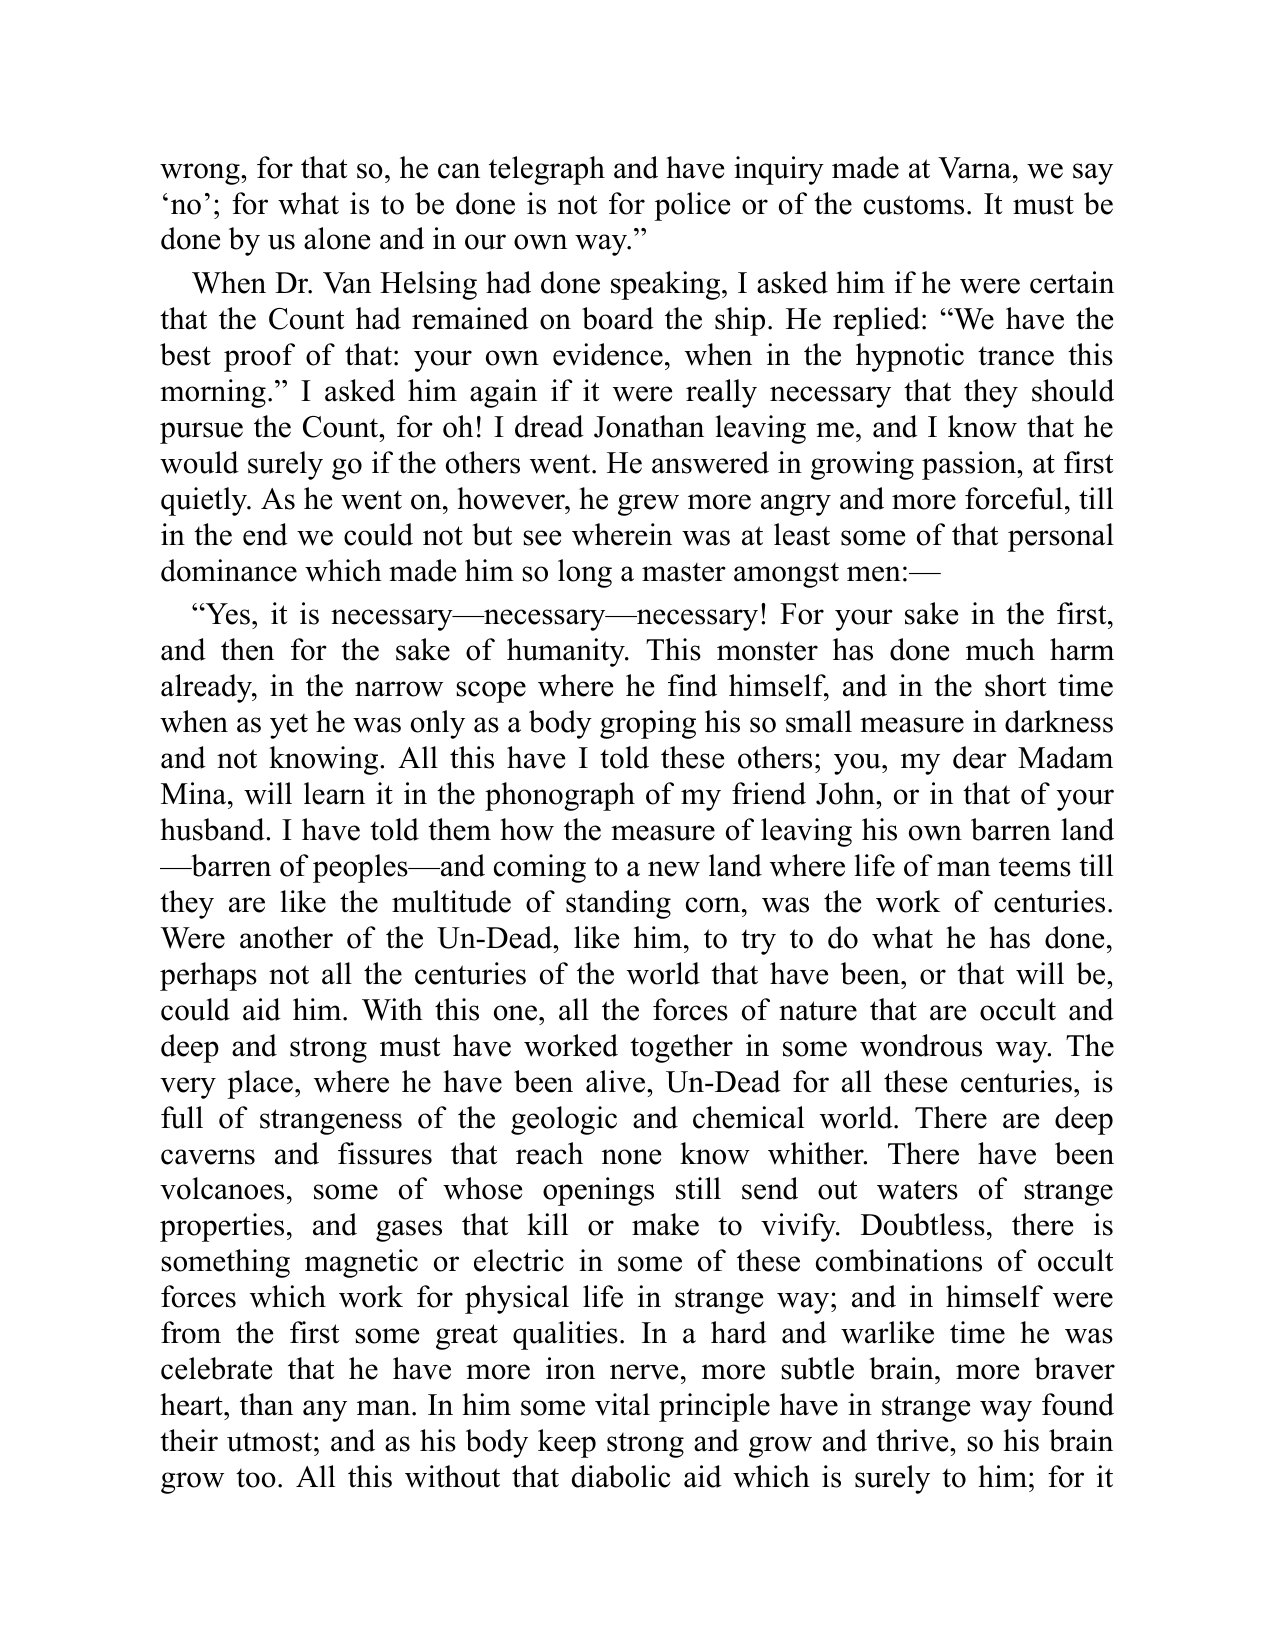 wrong, for that so, he can telegraph and have inquiry made at Varna, we say
‘no’; for what is to be done is not for police or of the customs. It must be
done by us alone and in our own way.”
When Dr. Van Helsing had done speaking, I asked him if he were certain
that the Count had remained on board the ship. He replied: “We have the
best proof of that: your own evidence, when in the hypnotic trance this
morning.” I asked him again if it were really necessary that they should
pursue the Count, for oh! I dread Jonathan leaving me, and I know that he
would surely go if the others went. He answered in growing passion, at first
quietly. As he went on, however, he grew more angry and more forceful, till
in the end we could not but see wherein was at least some of that personal
dominance which made him so long a master amongst men:—
“Yes, it is necessary—necessary—necessary! For your sake in the first,
and then for the sake of humanity. This monster has done much harm
already, in the narrow scope where he find himself, and in the short time
when as yet he was only as a body groping his so small measure in darkness
and not knowing. All this have I told these others; you, my dear Madam
Mina, will learn it in the phonograph of my friend John, or in that of your
husband. I have told them how the measure of leaving his own barren land
—barren of peoples—and coming to a new land where life of man teems till
they are like the multitude of standing corn, was the work of centuries.
Were another of the Un-Dead, like him, to try to do what he has done,
perhaps not all the centuries of the world that have been, or that will be,
could aid him. With this one, all the forces of nature that are occult and
deep and strong must have worked together in some wondrous way. The
very place, where he have been alive, Un-Dead for all these centuries, is
full of strangeness of the geologic and chemical world. There are deep
caverns and fissures that reach none know whither. There have been
volcanoes, some of whose openings still send out waters of strange
properties, and gases that kill or make to vivify. Doubtless, there is
something magnetic or electric in some of these combinations of occult
forces which work for physical life in strange way; and in himself were
from the first some great qualities. In a hard and warlike time he was
celebrate that he have more iron nerve, more subtle brain, more braver
heart, than any man. In him some vital principle have in strange way found
their utmost; and as his body keep strong and grow and thrive, so his brain
grow too. All this without that diabolic aid which is surely to him; for it